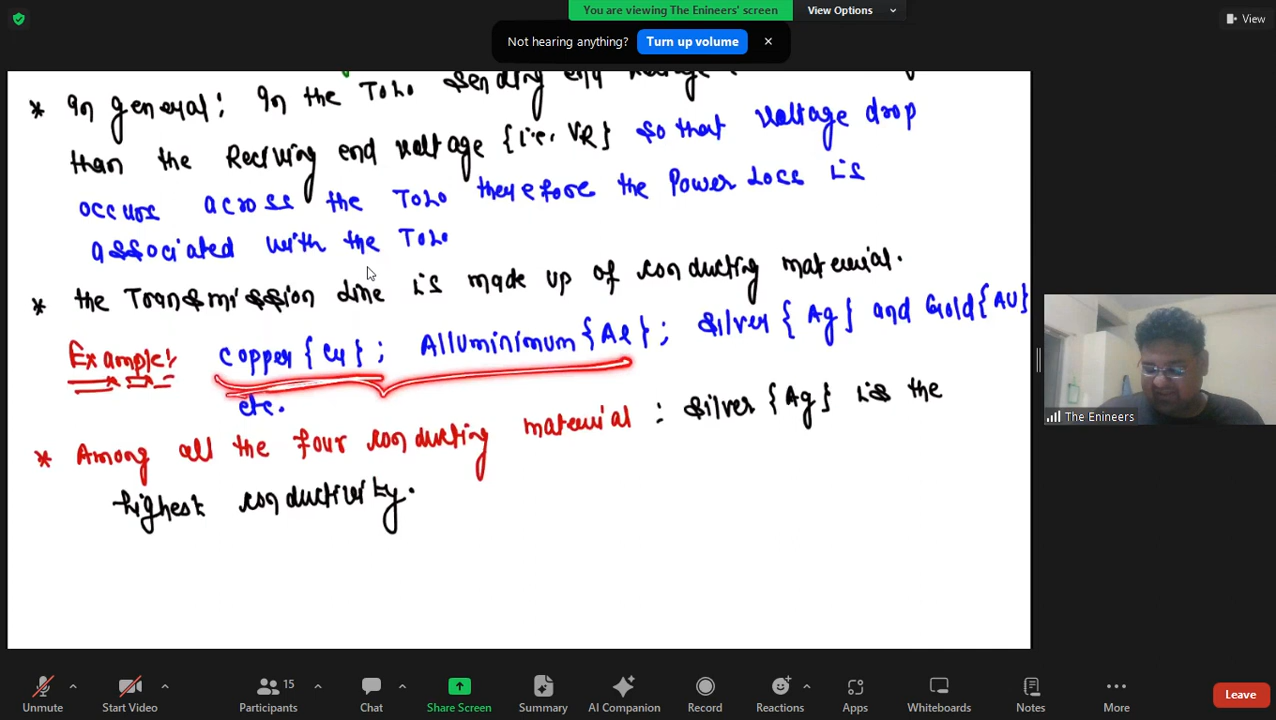 You are viewing The Enineers' screen
View Options
Not hearing anything? Turn up volume
View
* In general: In the T.L. sending end voltage
than the Reciving end voltage {i.e. VR} so that voltage drop
occurs across the T.L. therefore the Power Loss is
associated with the T.L.
* the Transmission Line is made up of conducting material.
Example: Copper {Cu}; Alluminimum {Al}; Silver {Ag} and Gold {AU}
etc.
* Among all the four conducting material : Silver {Ag} is the
highest conductivity.
The Enineers
Unmute
Start Video
15
Participants
Chat
Share Screen
Summary
AI Companion
Record
Reactions
Apps
Whiteboards
Notes
More
Leave